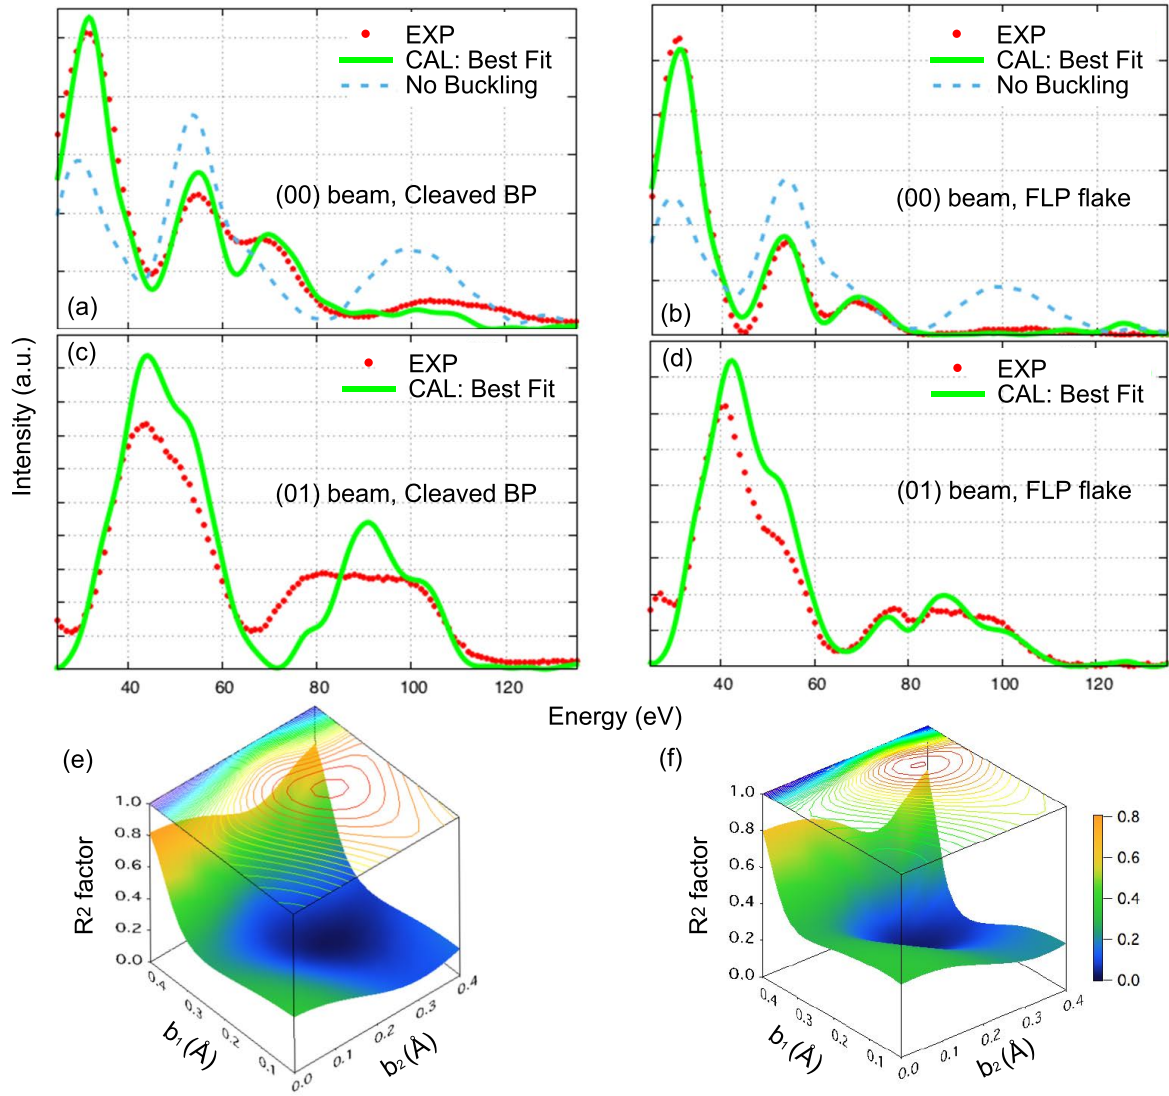 EXP
CAL: Best Fit
No Buckling
(00) beam, Cleaved BP
(a)
EXP
CAL: Best Fit
No Buckling
(00) beam, FLP flake
(b)
(c)
EXP
CAL: Best Fit
(01) beam, Cleaved BP
(d)
EXP
CAL: Best Fit
(01) beam, FLP flake
Intensity (a.u.)
40 60 80 100 120
40 60 80 100 120
Energy (eV)
(e)
1.0
0.8
0.6
0.4
0.2
0.0
R2 factor
0.4
0.3
0.2
0.1
b1(Å)
0.0
0.1
0.2
0.3
0.4
b2(Å)
(f)
1.0
0.8
0.6
0.4
0.2
0.0
R2 factor
0.4
0.3
0.2
0.1
b1(Å)
0.0
0.1
0.2
0.3
0.4
b2(Å)
0.8
0.6
0.4
0.2
0.0